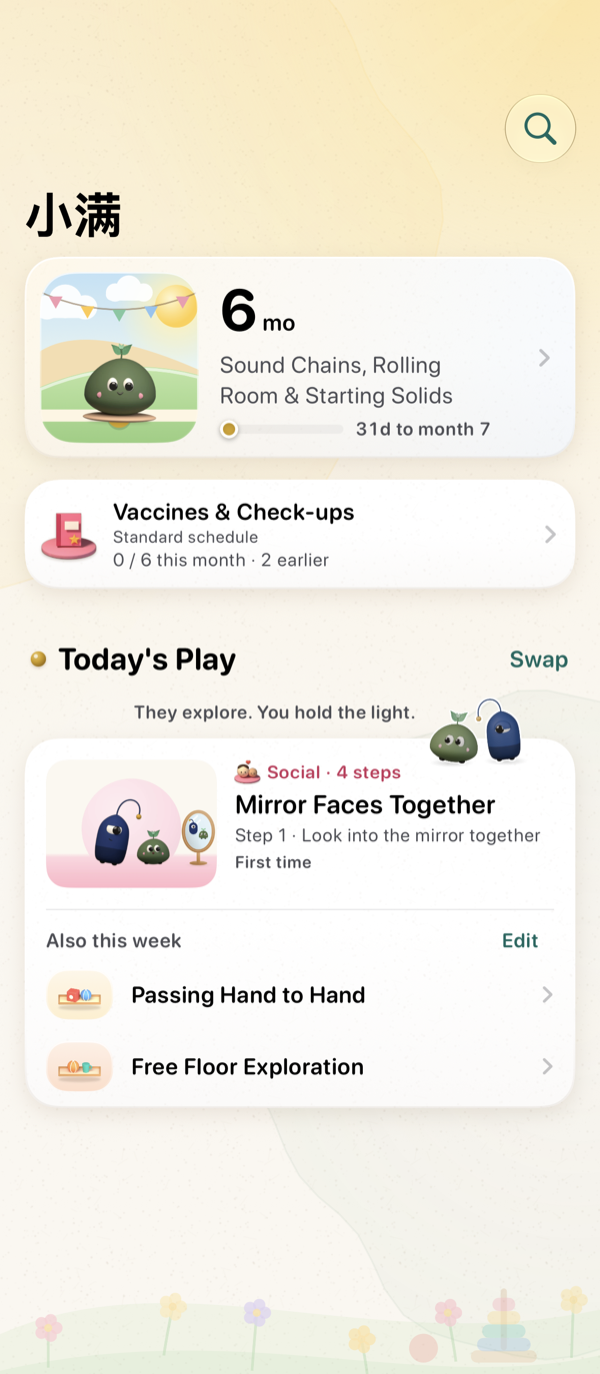 小满
6 mo
Sound Chains, Rolling
Room & Starting Solids
31d to month 7
Vaccines & Check-ups
Standard schedule
0 / 6 this month · 2 earlier
Today's Play
Swap
They explore. You hold the light.
Social · 4 steps
Mirror Faces Together
Step 1 · Look into the mirror together
First time
Also this week
Edit
Passing Hand to Hand
Free Floor Exploration